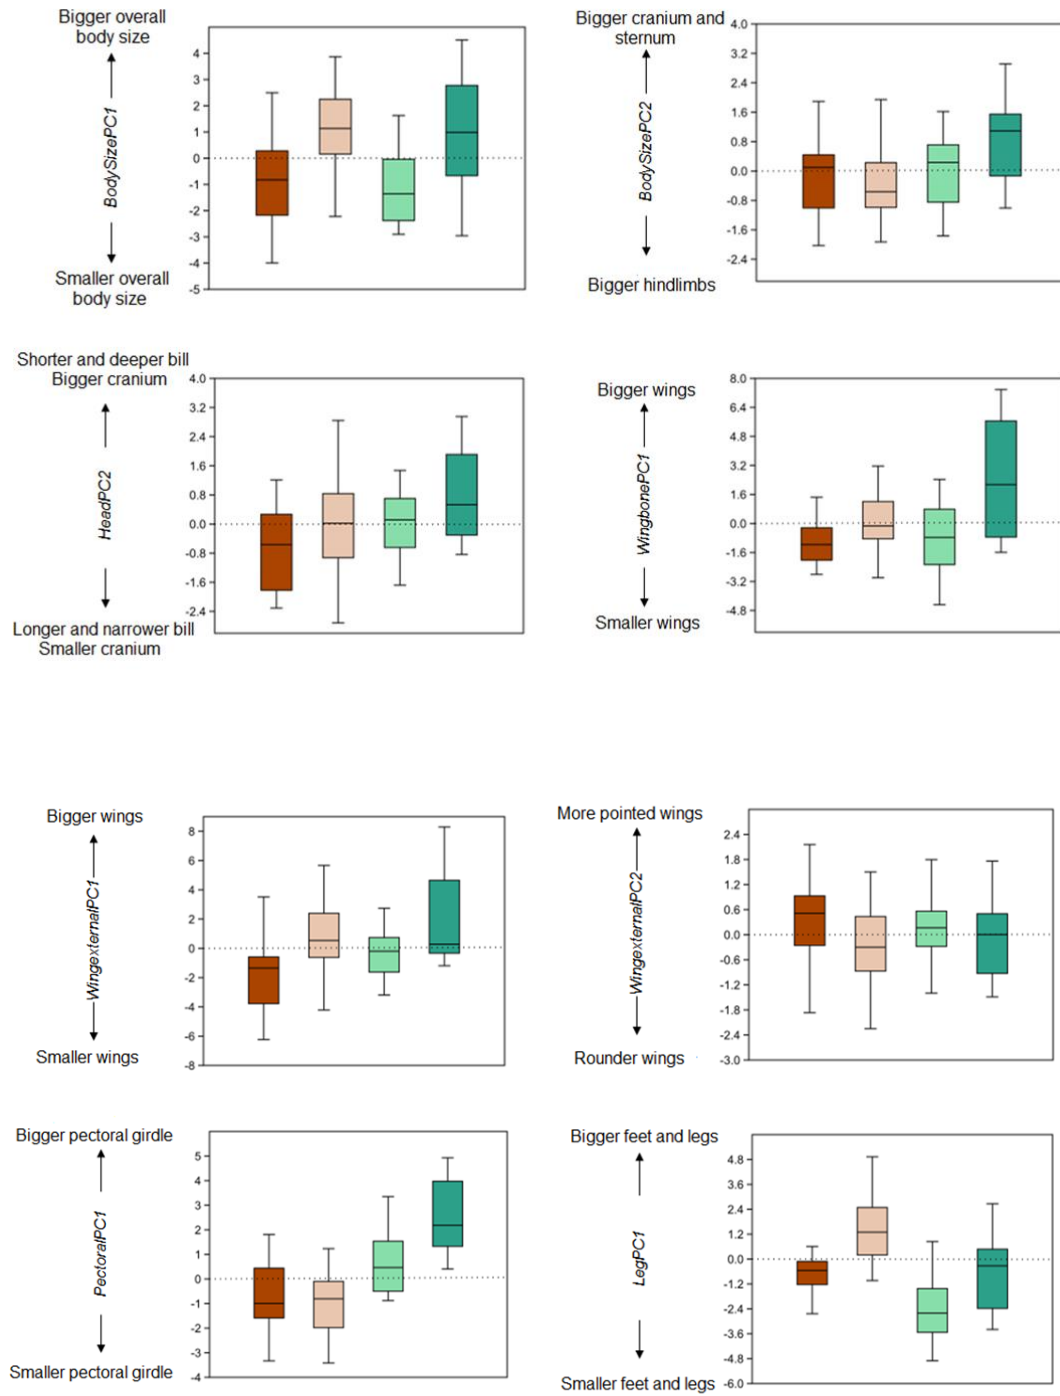 Bigger overall
body size
BodySizePC1
Smaller overall
body size
4
3
2
1
0
-1
-2
-3
-4
-5
Bigger cranium and
sternum
BodySizePC2
Bigger hindlimbs
4.0
3.2
2.4
1.6
0.8
0.0
-0.8
-1.6
-2.4
Shorter and deeper bill
Bigger cranium
HeadPC2
Longer and narrower bill
Smaller cranium
4.0
3.2
2.4
1.6
0.8
0.0
-0.8
-1.6
-2.4
Bigger wings
WingbonePC1
Smaller wings
8.0
6.4
4.8
3.2
1.6
0.0
-1.6
-3.2
-4.8
Bigger wings
WingexternalPC1
Smaller wings
8
6
4
2
0
-2
-4
-6
-8
More pointed wings
WingexternalPC2
Rounder wings
2.4
1.8
1.2
0.6
0.0
-0.6
-1.2
-1.8
-2.4
-3.0
Bigger pectoral girdle
PectoralPC1
Smaller pectoral girdle
5
4
3
2
1
0
-1
-2
-3
-4
Bigger feet and legs
LegPC1
Smaller feet and legs
4.8
3.6
2.4
1.2
0.0
-1.2
-2.4
-3.6
-4.8
-6.0